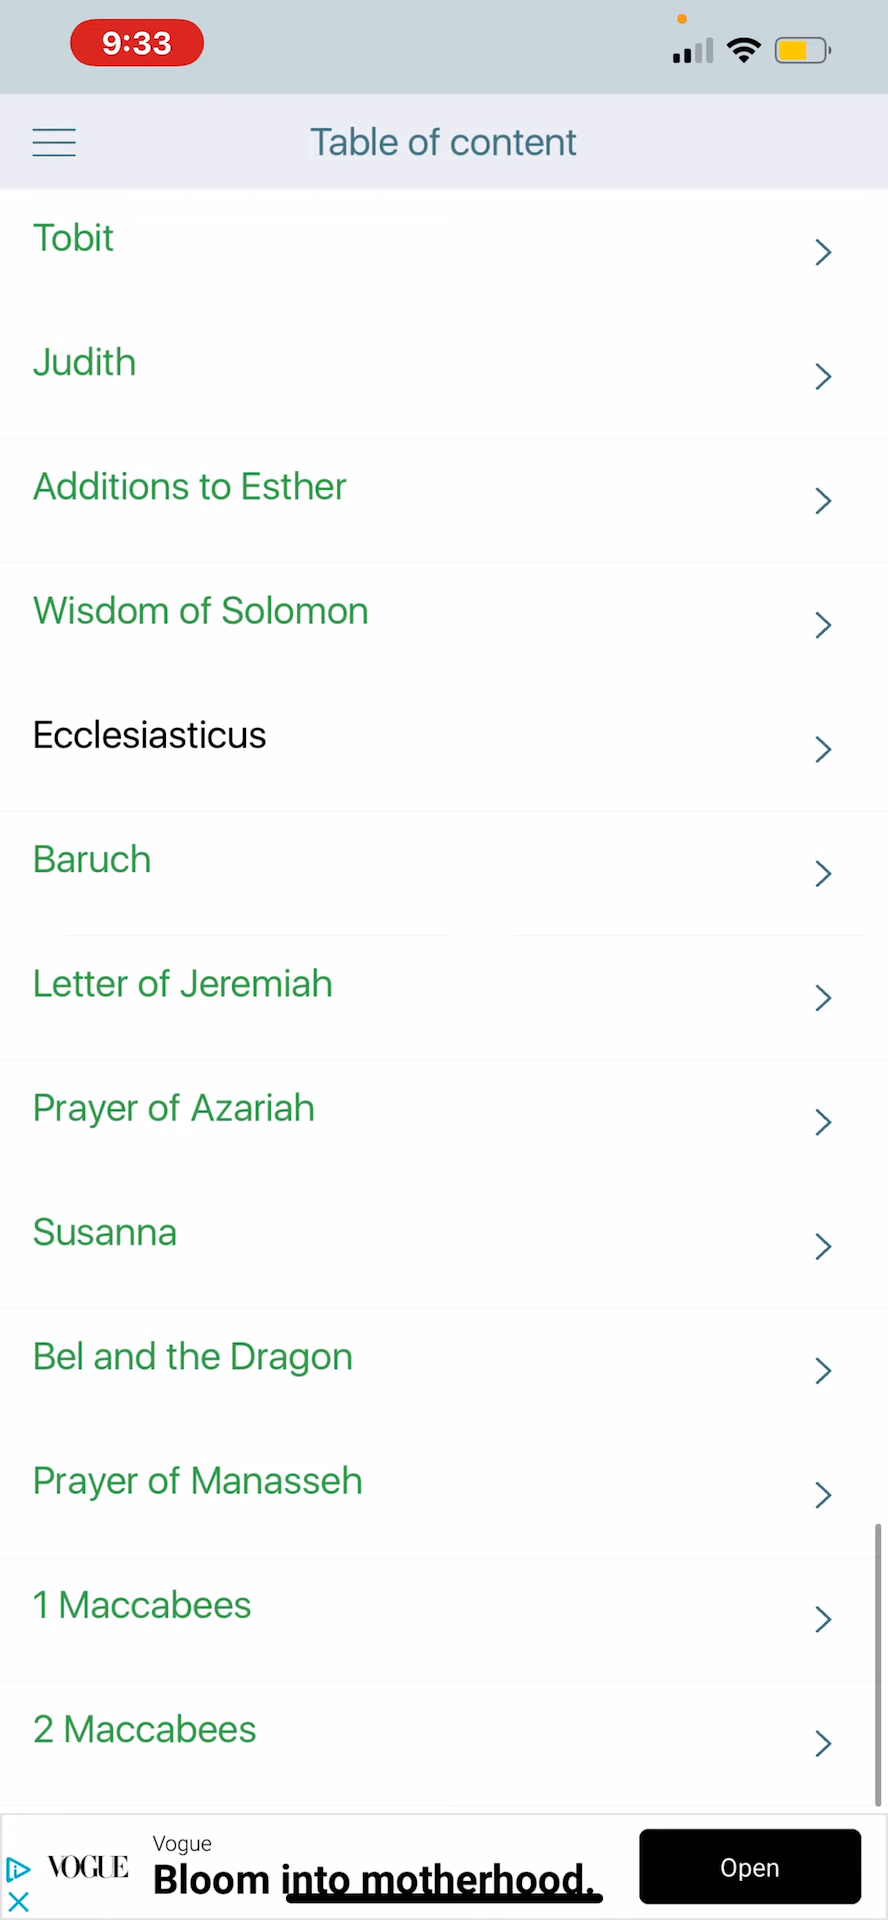 9:33
Table of content
Tobit
Judith
Additions to Esther
Wisdom of Solomon
Ecclesiasticus
Baruch
Letter of Jeremiah
Prayer of Azariah
Susanna
Bel and the Dragon
Prayer of Manasseh
1 Maccabees
2 Maccabees
VOGUE
Vogue
Bloom into motherhood.
Open